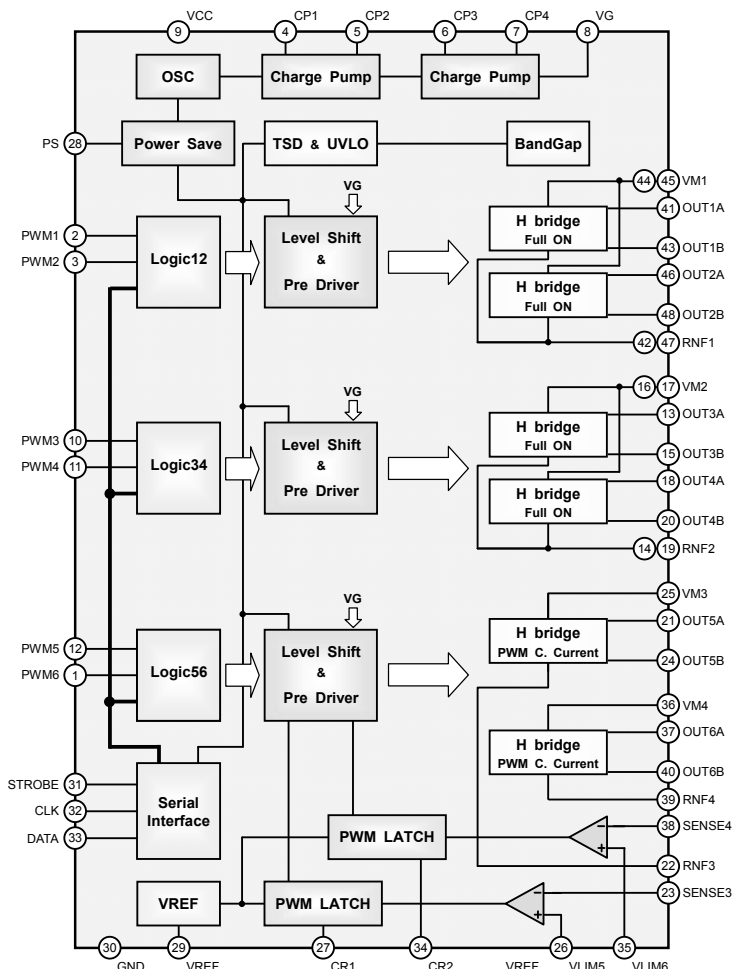 VCC CP1 CP2 CP3 CP4 VG
9 4 5 6 7 8
OSC Charge Pump Charge Pump
PS 28 Power Save TSD & UVLO BandGap
VG
44 45 VM1
41 OUT1A
H bridge
Full ON
43 OUT1B
PWM1 2
PWM2 3
Logic12
Level Shift
&
Pre Driver
46 OUT2A
H bridge
Full ON
48 OUT2B
42 47 RNF1
VG
16 17 VM2
13 OUT3A
H bridge
Full ON
15 OUT3B
PWM3 10
PWM4 11
Logic34
Level Shift
&
Pre Driver
18 OUT4A
H bridge
Full ON
20 OUT4B
14 19 RNF2
VG
25 VM3
21 OUT5A
H bridge
PWM C. Current
24 OUT5B
PWM5 12
PWM6 1
Logic56
Level Shift
&
Pre Driver
36 VM4
37 OUT6A
H bridge
PWM C. Current
40 OUT6B
39 RNF4
STROBE 31
CLK 32
DATA 33
Serial
Interface
PWM LATCH
−
+
38 SENSE4
22 RNF3
VREF PWM LATCH
−
+
23 SENSE3
30 29 27 34 26 35
GND VREF CR1 CR2 VREF VLIM5 VLIM6